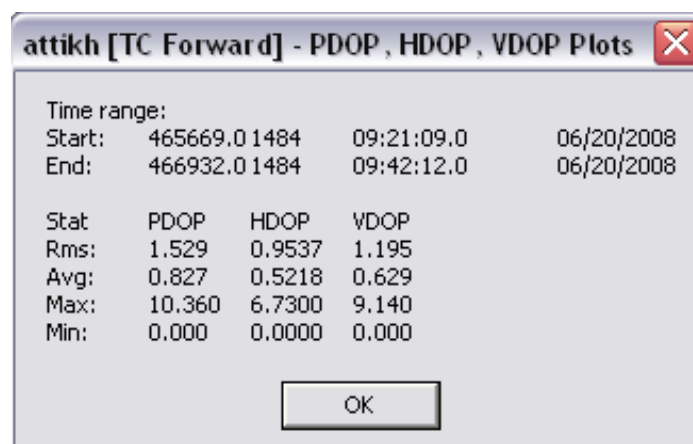 attikh [TC Forward] - PDOP, HDOP, VDOP Plots
Time range:
Start: 465669.0 1484 09:21:09.0 06/20/2008
End: 466932.0 1484 09:42:12.0 06/20/2008
Stat PDOP HDOP VDOP
Rms: 1.529 0.9537 1.195
Avg: 0.827 0.5218 0.629
Max: 10.360 6.7300 9.140
Min: 0.000 0.0000 0.000
OK